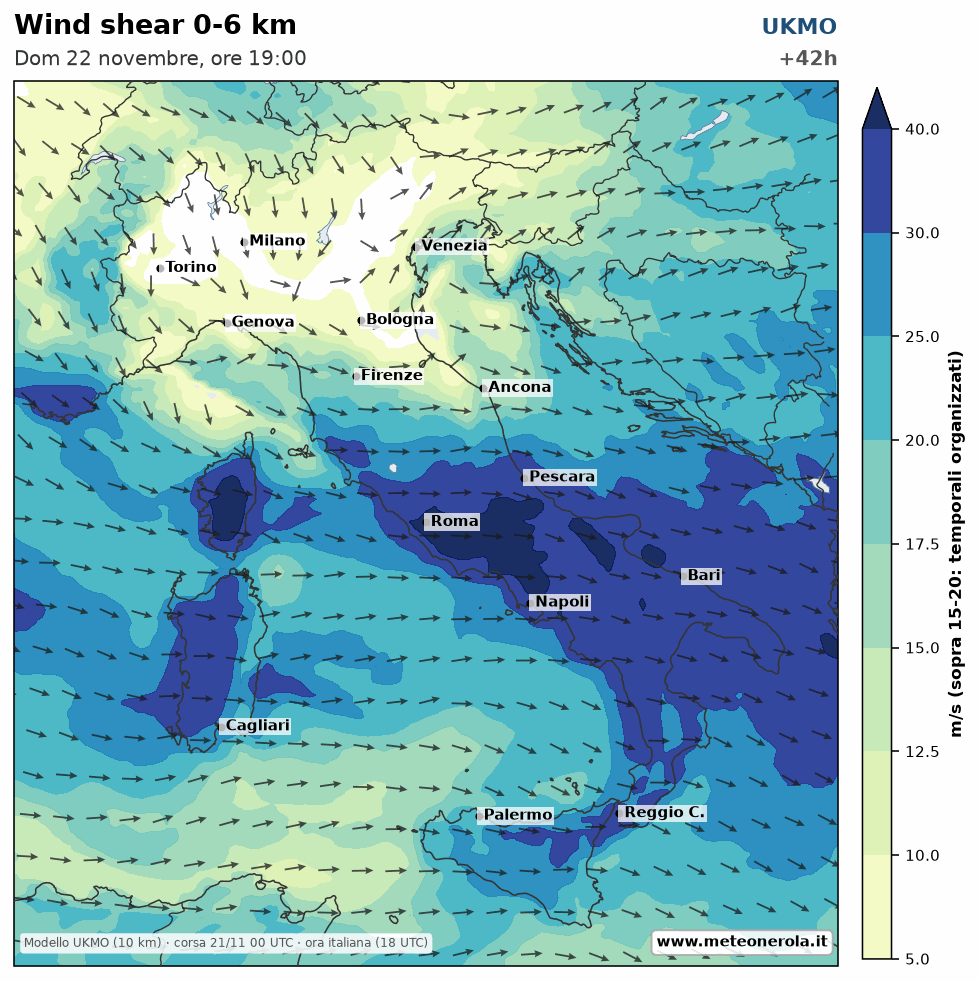 Wind shear 0-6 km
UKMO
Dom 22 novembre, ore 19:00
+42h
Milano
Venezia
Torino
Genova
Bologna
Firenze
Ancona
Pescara
Roma
Bari
Napoli
Cagliari
Palermo
Reggio C.
40.0
30.0
25.0
20.0
17.5
15.0
12.5
10.0
5.0
m/s (sopra 15-20: temporali organizzati)
Modello UKMO (10 km) · corsa 21/11 00 UTC · ora italiana (18 UTC)
www.meteonerola.it